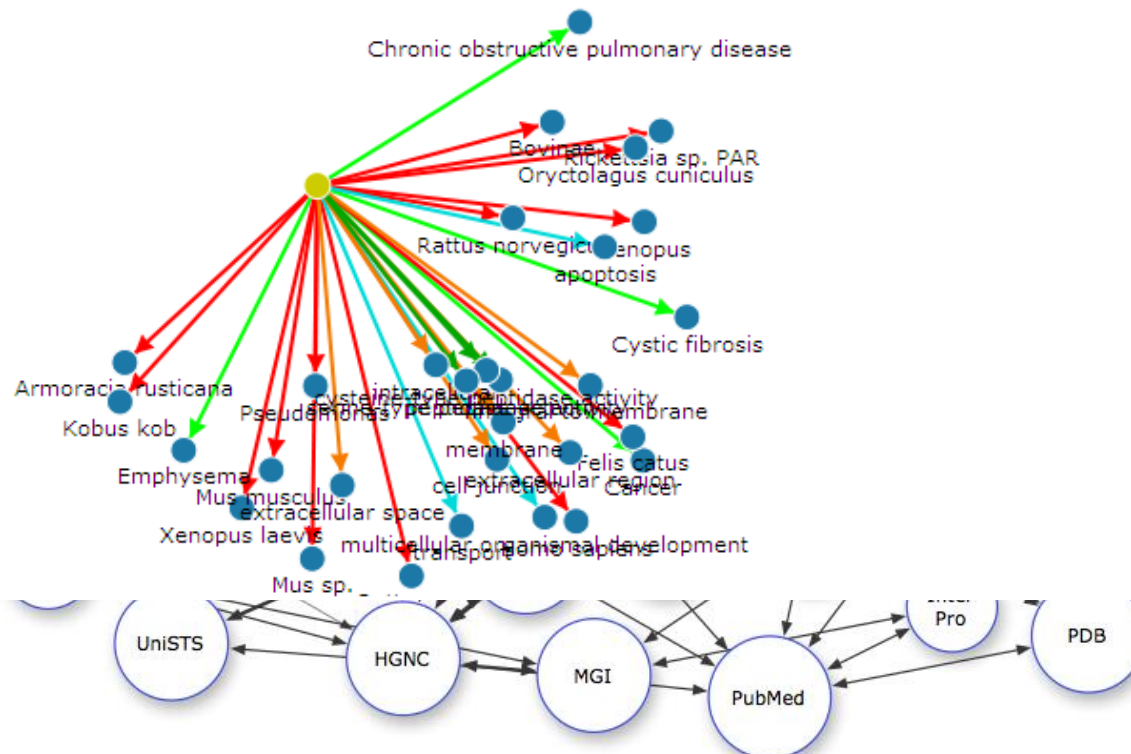 Chronic obstructive pulmonary disease
Bovinae
Rickettsia sp. PAR
Oryctolagus cuniculus
Rattus norvegicu
enopus
apoptosis
Cystic fibrosis
Armoracia rusticana
Kobus kob
Pseudomonas
cysteine-type peptidase activity
membrane
membrane
Emphysema
Mus musculus
extracellular space
Xenopus laevis
cell junction
extracellular region
Felis catus
Cancer
multicellular organismal development
transport
homo sapiens
Mus sp.
UniSTS
HGNC
MGI
PubMed
Pro
PDB